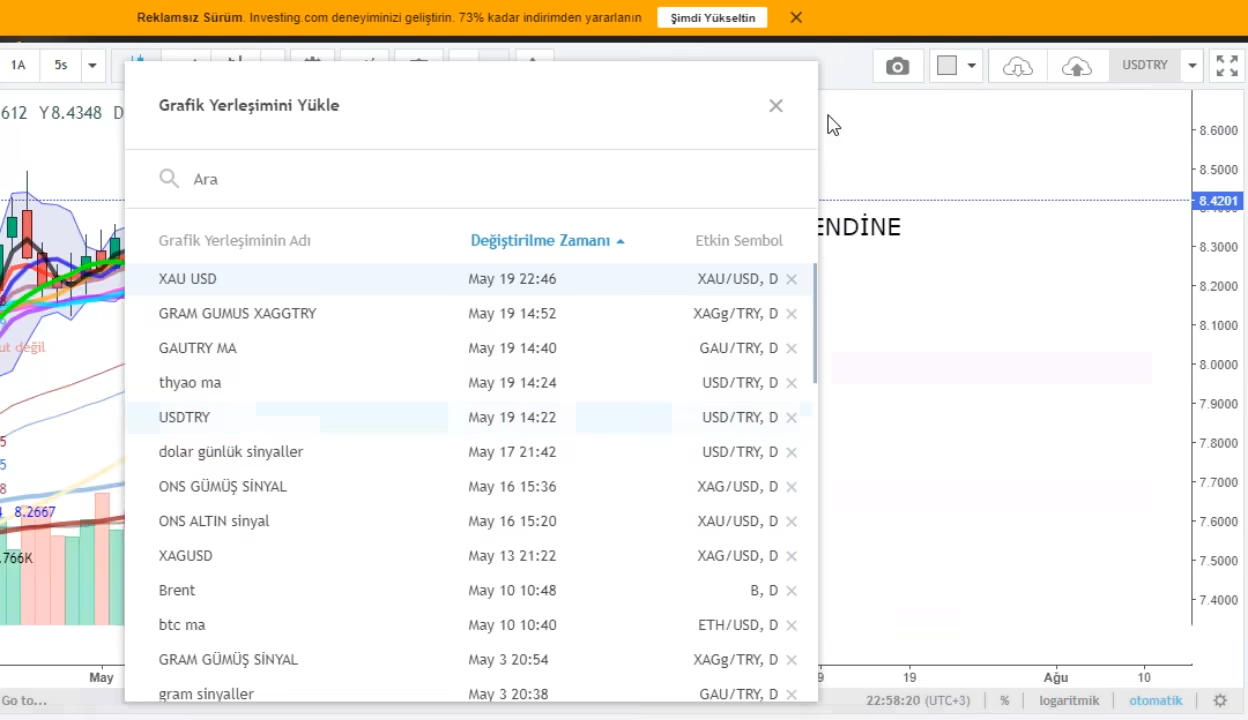 Reklamsız Sürüm. Investing.com deneyiminizi geliştirin. 73% kadar indirimden yararlanın
Şimdi Yükseltin
1A 5s
USDTRY
612 Y8.4348 D
Grafik Yerleşimini Yükle
Ara
Grafik Yerleşiminin Adı Değiştirilme Zamanı Etkin Sembol
XAU USD May 19 22:46 XAU/USD, D
GRAM GUMUS XAGGTRY May 19 14:52 XAGg/TRY, D
GAUTRY MA May 19 14:40 GAU/TRY, D
thyao ma May 19 14:24 USD/TRY, D
USDTRY May 19 14:22 USD/TRY, D
dolar günlük sinyaller May 17 21:42 USD/TRY, D
ONS GÜMÜŞ SİNYAL May 16 15:36 XAG/USD, D
ONS ALTIN sinyal May 16 15:20 XAU/USD, D
XAGUSD May 13 21:22 XAG/USD, D
Brent May 10 10:48 B, D
btc ma May 10 10:40 ETH/USD, D
GRAM GÜMÜŞ SİNYAL May 3 20:54 XAGg/TRY, D
gram sinyaller May 3 20:38 GAU/TRY, D
ENDİNE
ut değil
5
5
8
8.2667
.766K
8.6000
8.5000
8.4201
8.3000
8.2000
8.1000
8.0000
7.9000
7.8000
7.7000
7.6000
7.5000
7.4000
May
9 19 Ağu 10
Go to...
22:58:20 (UTC+3) % logaritmik otomatik